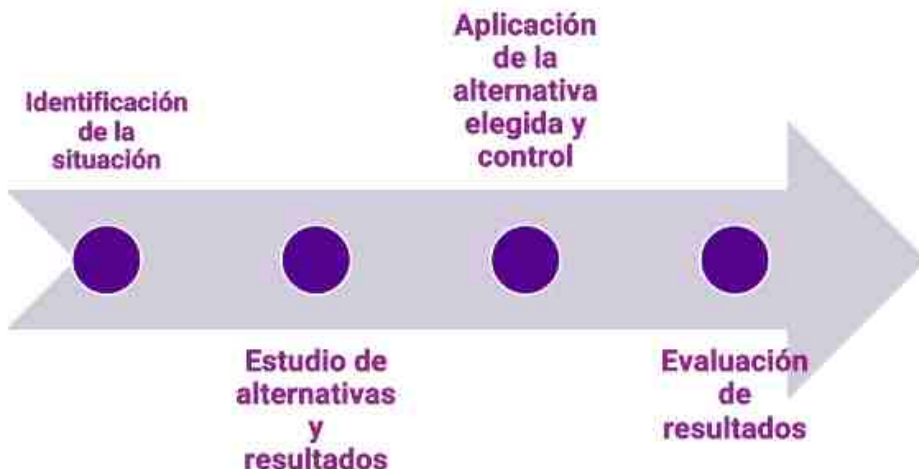 Identificación
de la
situación
Estudio de
alternativas
y
resultados
Aplicación
de la
alternativa
elegida y
control
Evaluación
de
resultados